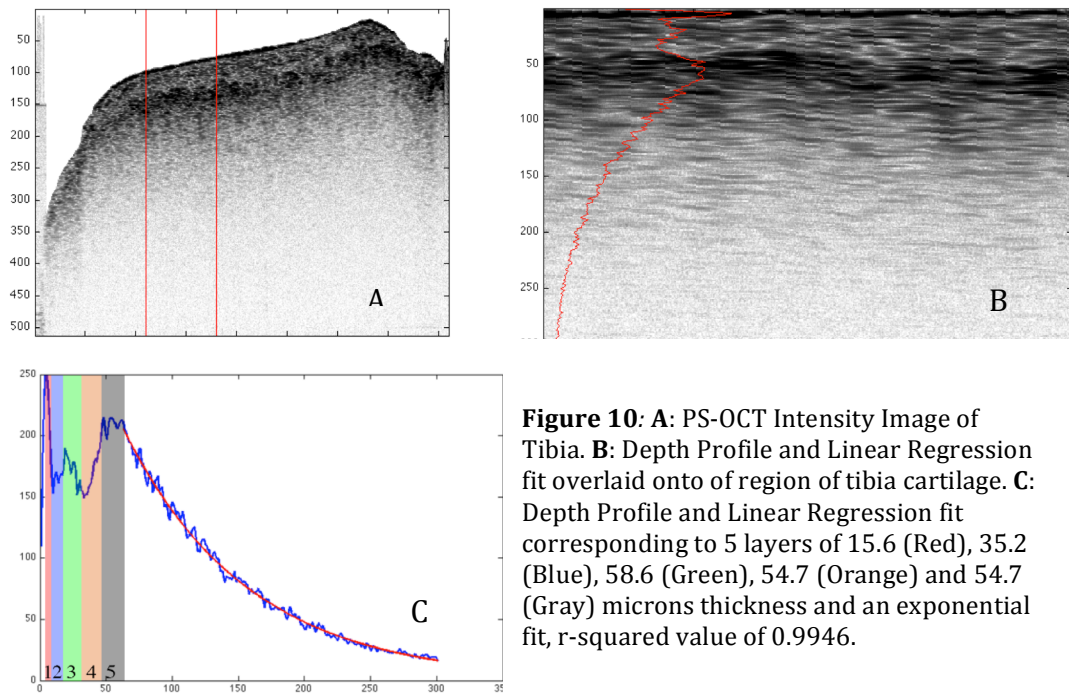 50
100
150
200
250
300
350
400
450
500
A
50
100
150
200
250
B
250
200
150
100
50
0
C
1 2 3 4 5
0 50 100 150 200 250 300
Figure 10: A: PS-OCT Intensity Image of
Tibia. B: Depth Profile and Linear Regression
fit overlaid onto of region of tibia cartilage. C:
Depth Profile and Linear Regression fit
corresponding to 5 layers of 15.6 (Red), 35.2
(Blue), 58.6 (Green), 54.7 (Orange) and 54.7
(Gray) microns thickness and an exponential
fit, r-squared value of 0.9946.